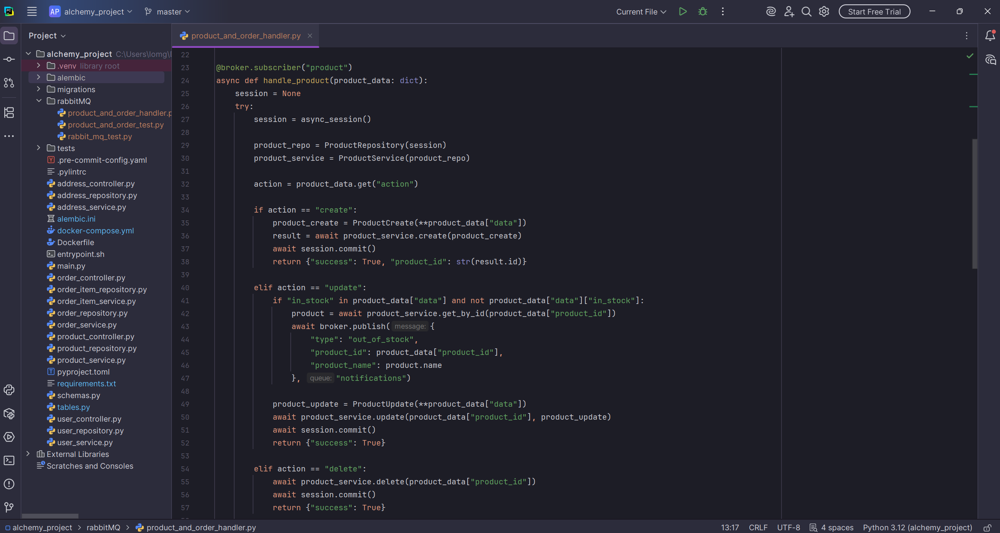 PC
AP alchemy_project master Current File Start Free Trial
Project
product_and_order_handler.py
alchemy_project C:\Users\lomg\
.venv library root
alembic
migrations
rabbitMQ
product_and_order_handler.p
product_and_order_test.py
rabbit_mq_test.py
tests
.pre-commit-config.yaml
.pylintrc
address_controller.py
address_repository.py
address_service.py
alembic.ini
docker-compose.yml
Dockerfile
entrypoint.sh
main.py
order_controller.py
order_item_repository.py
order_item_service.py
order_repository.py
order_service.py
product_controller.py
product_repository.py
product_service.py
pyproject.toml
requirements.txt
schemas.py
tables.py
user_controller.py
user_repository.py
user_service.py
External Libraries
Scratches and Consoles
22
23 @broker.subscriber("product")
24 async def handle_product(product_data: dict):
25 session = None
26 try:
27 session = async_session()
28
29 product_repo = ProductRepository(session)
30 product_service = ProductService(product_repo)
31
32 action = product_data.get("action")
33
34 if action == "create":
35 product_create = ProductCreate(**product_data["data"])
36 result = await product_service.create(product_create)
37 await session.commit()
38 return {"success": True, "product_id": str(result.id)}
39
40 elif action == "update":
41 if "in_stock" in product_data["data"] and not product_data["data"]["in_stock"]:
42 product = await product_service.get_by_id(product_data["product_id"])
43 await broker.publish( message: {
44 "type": "out_of_stock",
45 "product_id": product_data["product_id"],
46 "product_name": product.name
47 }, queue: "notifications")
48
49 product_update = ProductUpdate(**product_data["data"])
50 await product_service.update(product_data["product_id"], product_update)
51 await session.commit()
52 return {"success": True}
53
54 elif action == "delete":
55 await product_service.delete(product_data["product_id"])
56 await session.commit()
57 return {"success": True}
alchemy_project > rabbitMQ > product_and_order_handler.py 13:17 CRLF UTF-8 4 spaces Python 3.12 (alchemy_project)